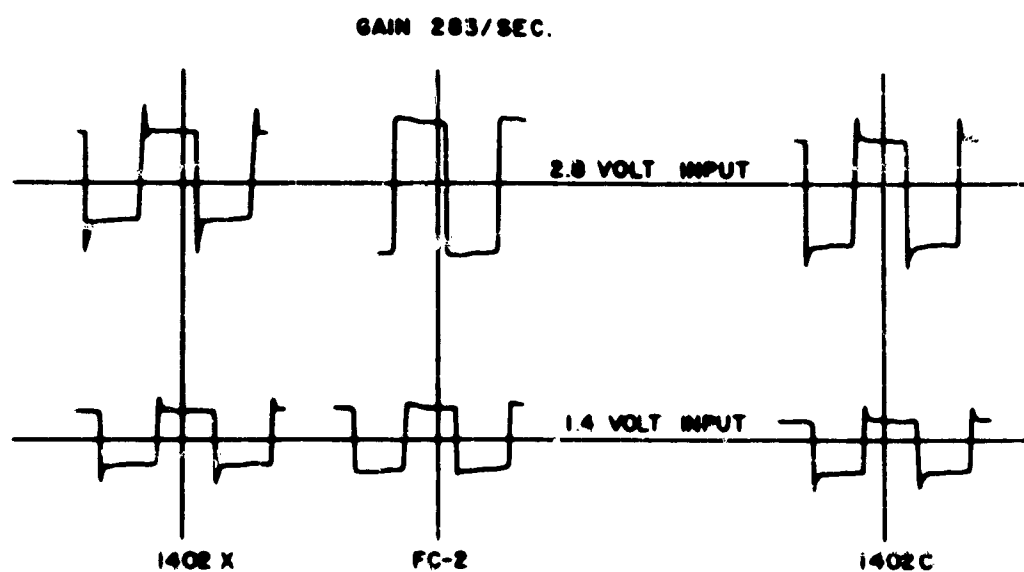 GAIN 283/SEC.
2.8 VOLT INPUT
1.4 VOLT INPUT
1402 X FC-2 1402C